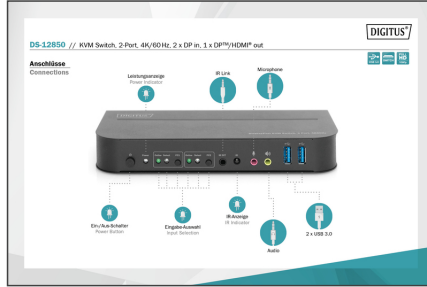 DIGITUS®
DS-12850 // KVM Switch, 2-Port, 4K/60Hz, 2 x DP in, 1 x DP™/HDMI® out
Anschlüsse
Connections
Leistungsanzeige
Power Indicator
IR Link
Microphone
DIGITUS
Ein-/Aus-Schalter
Power Button
Eingabe-Auswahl
Input Selection
IR-Anzeige
IR Indicator
Audio
2 x USB 3.0